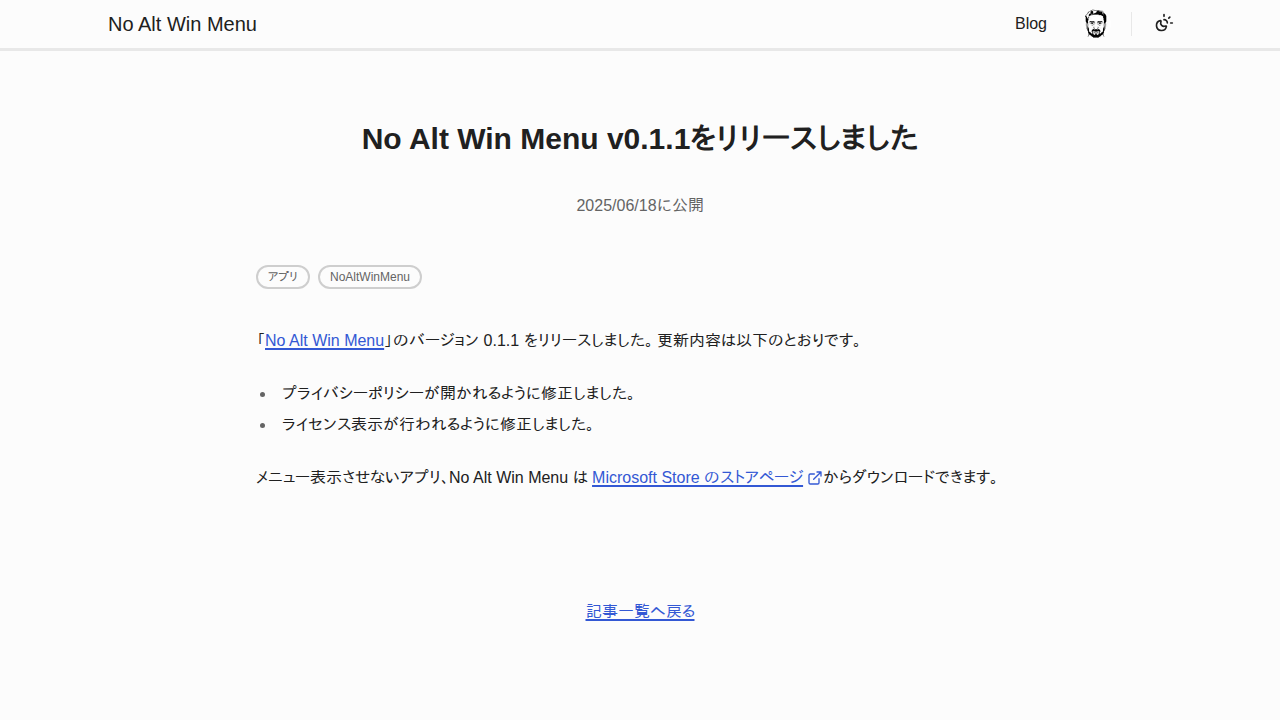 No Alt Win Menu
Blog
No Alt Win Menu v0.1.1をリリースしました
2025/06/18に公開
アプリ
NoAltWinMenu
「No Alt Win Menu」のバージョン 0.1.1 をリリースしました。更新内容は以下のとおりです。
プライバシーポリシーが開かれるように修正しました。
ライセンス表示が行われるように修正しました。
メニュー表示させないアプリ、No Alt Win Menu は Microsoft Store のストアページからダウンロードできます。
記事一覧へ戻る